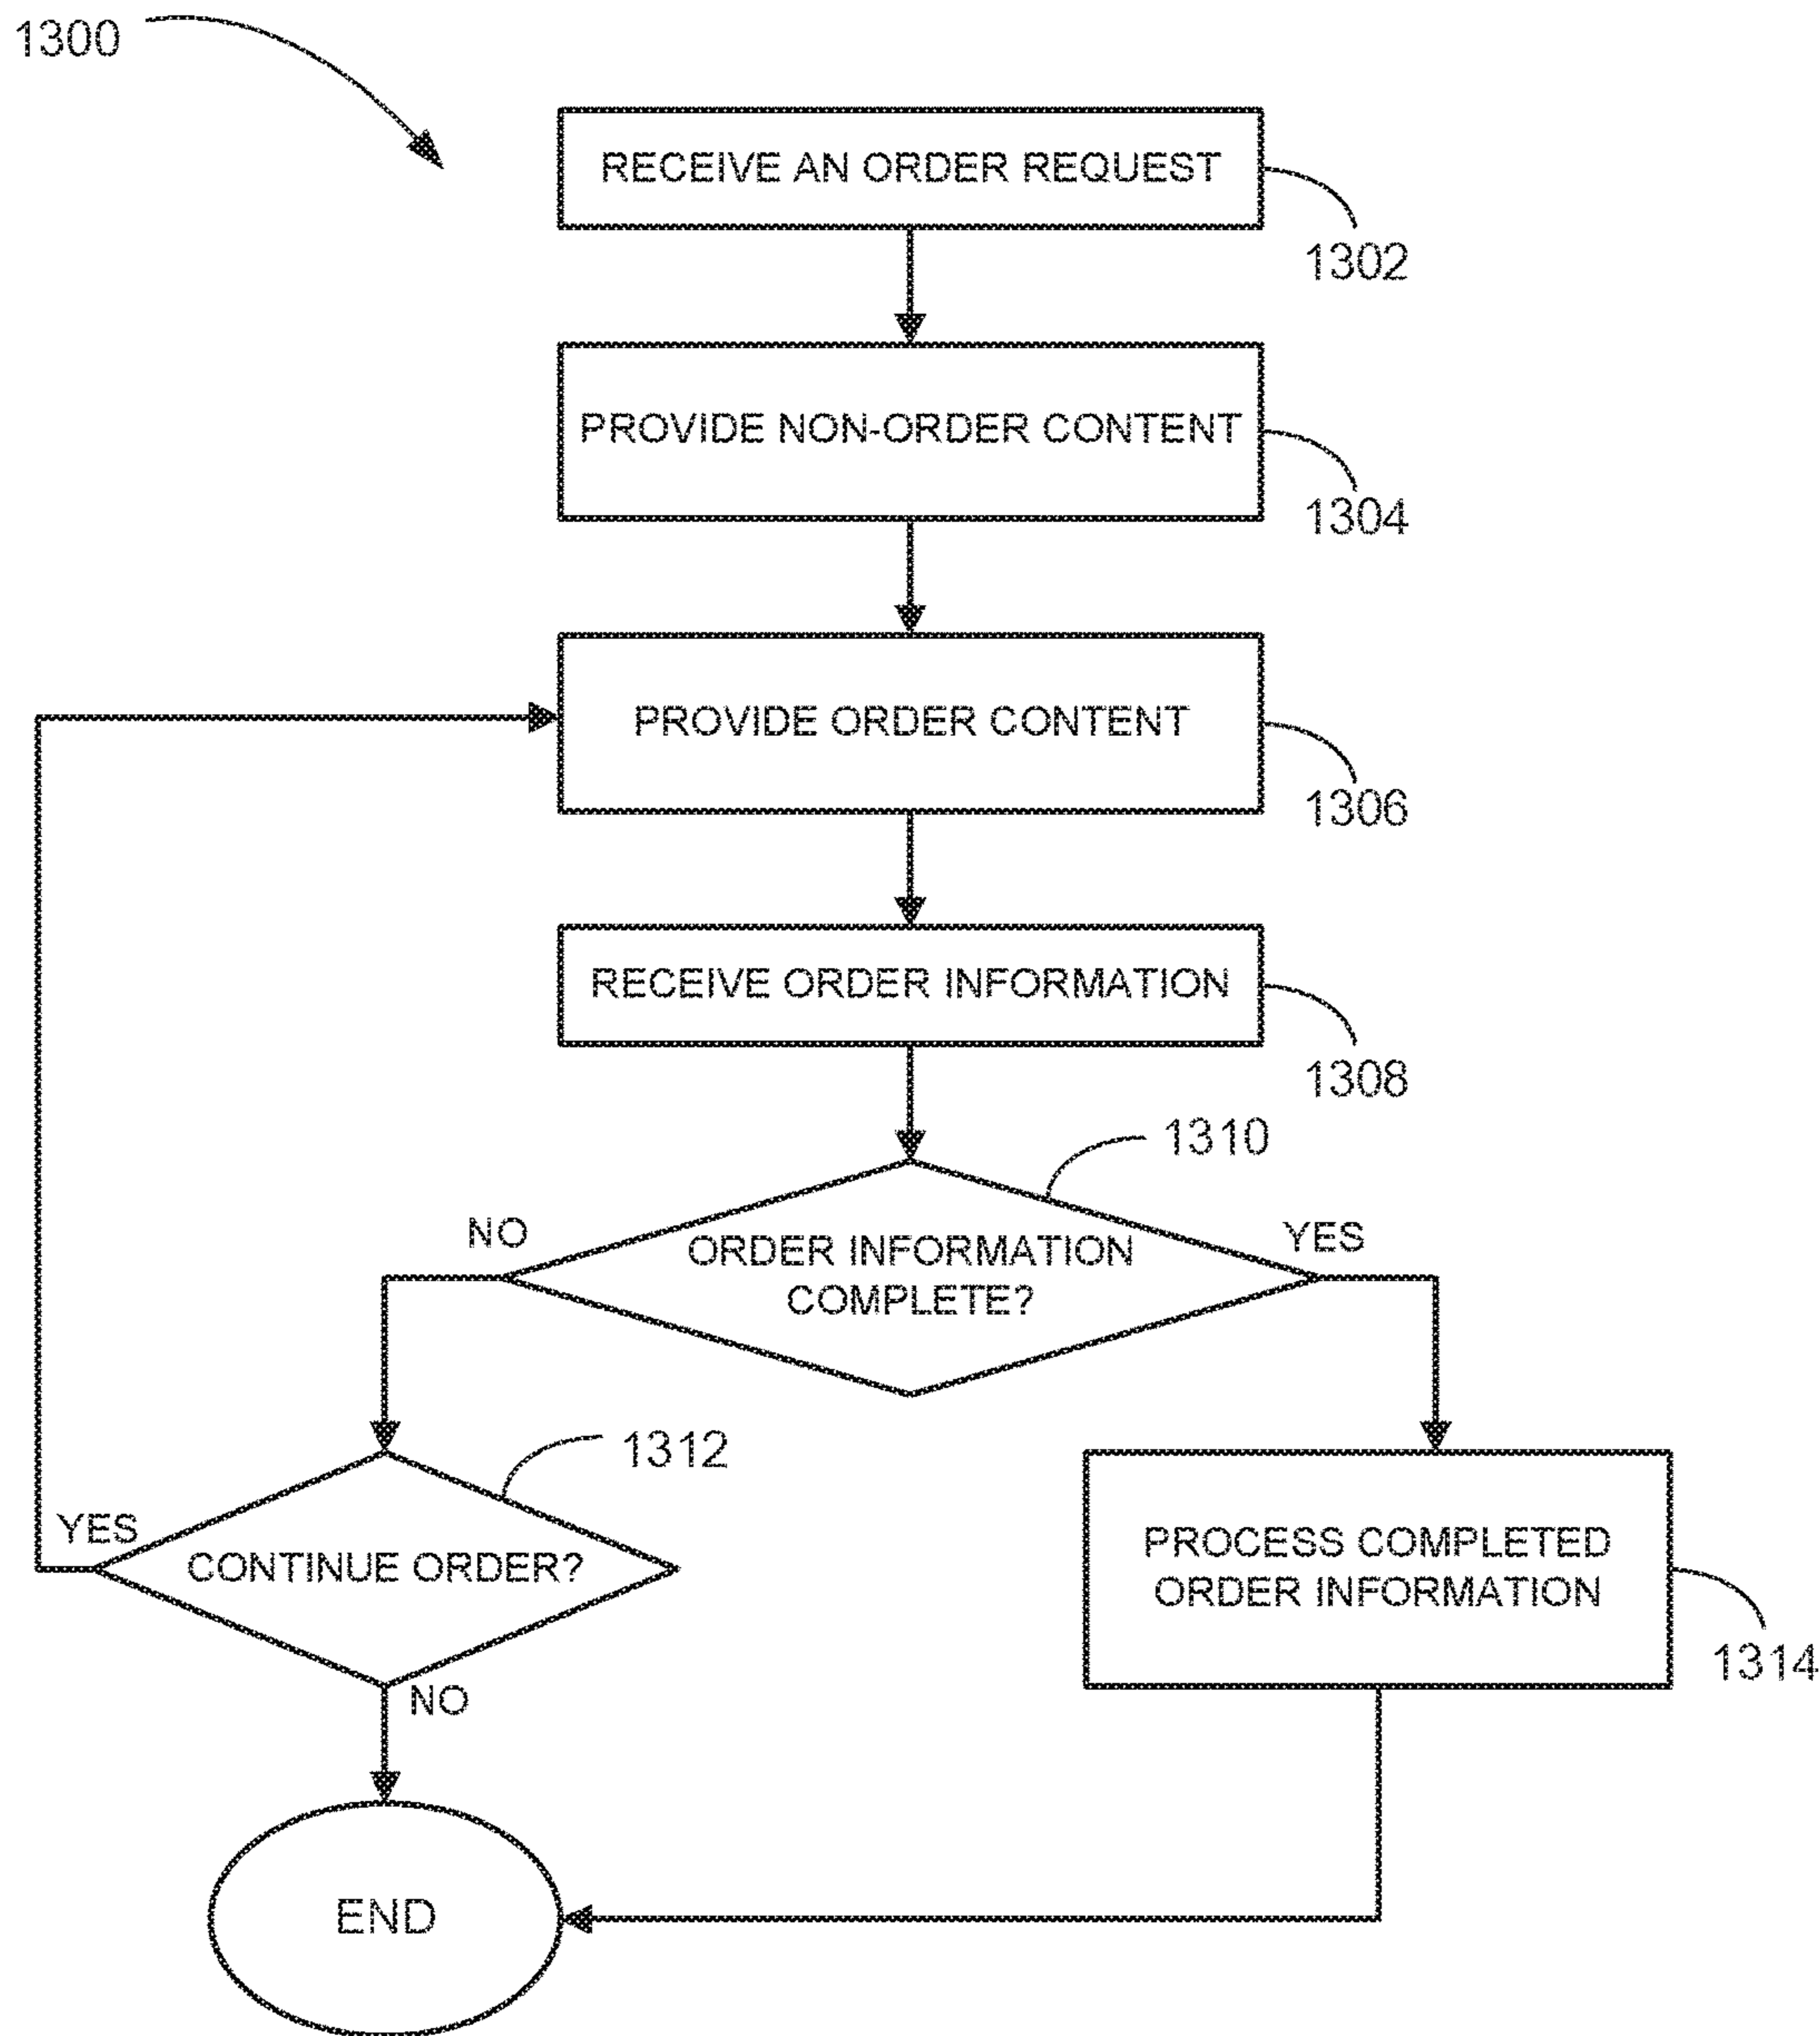 1300
RECEIVE AN ORDER REQUEST
1302
PROVIDE NON-ORDER CONTENT
1304
PROVIDE ORDER CONTENT
1306
RECEIVE ORDER INFORMATION
1308
1310
NO
ORDER INFORMATION
COMPLETE?
YES
1312
YES
CONTINUE ORDER?
NO
PROCESS COMPLETED
ORDER INFORMATION
1314
END